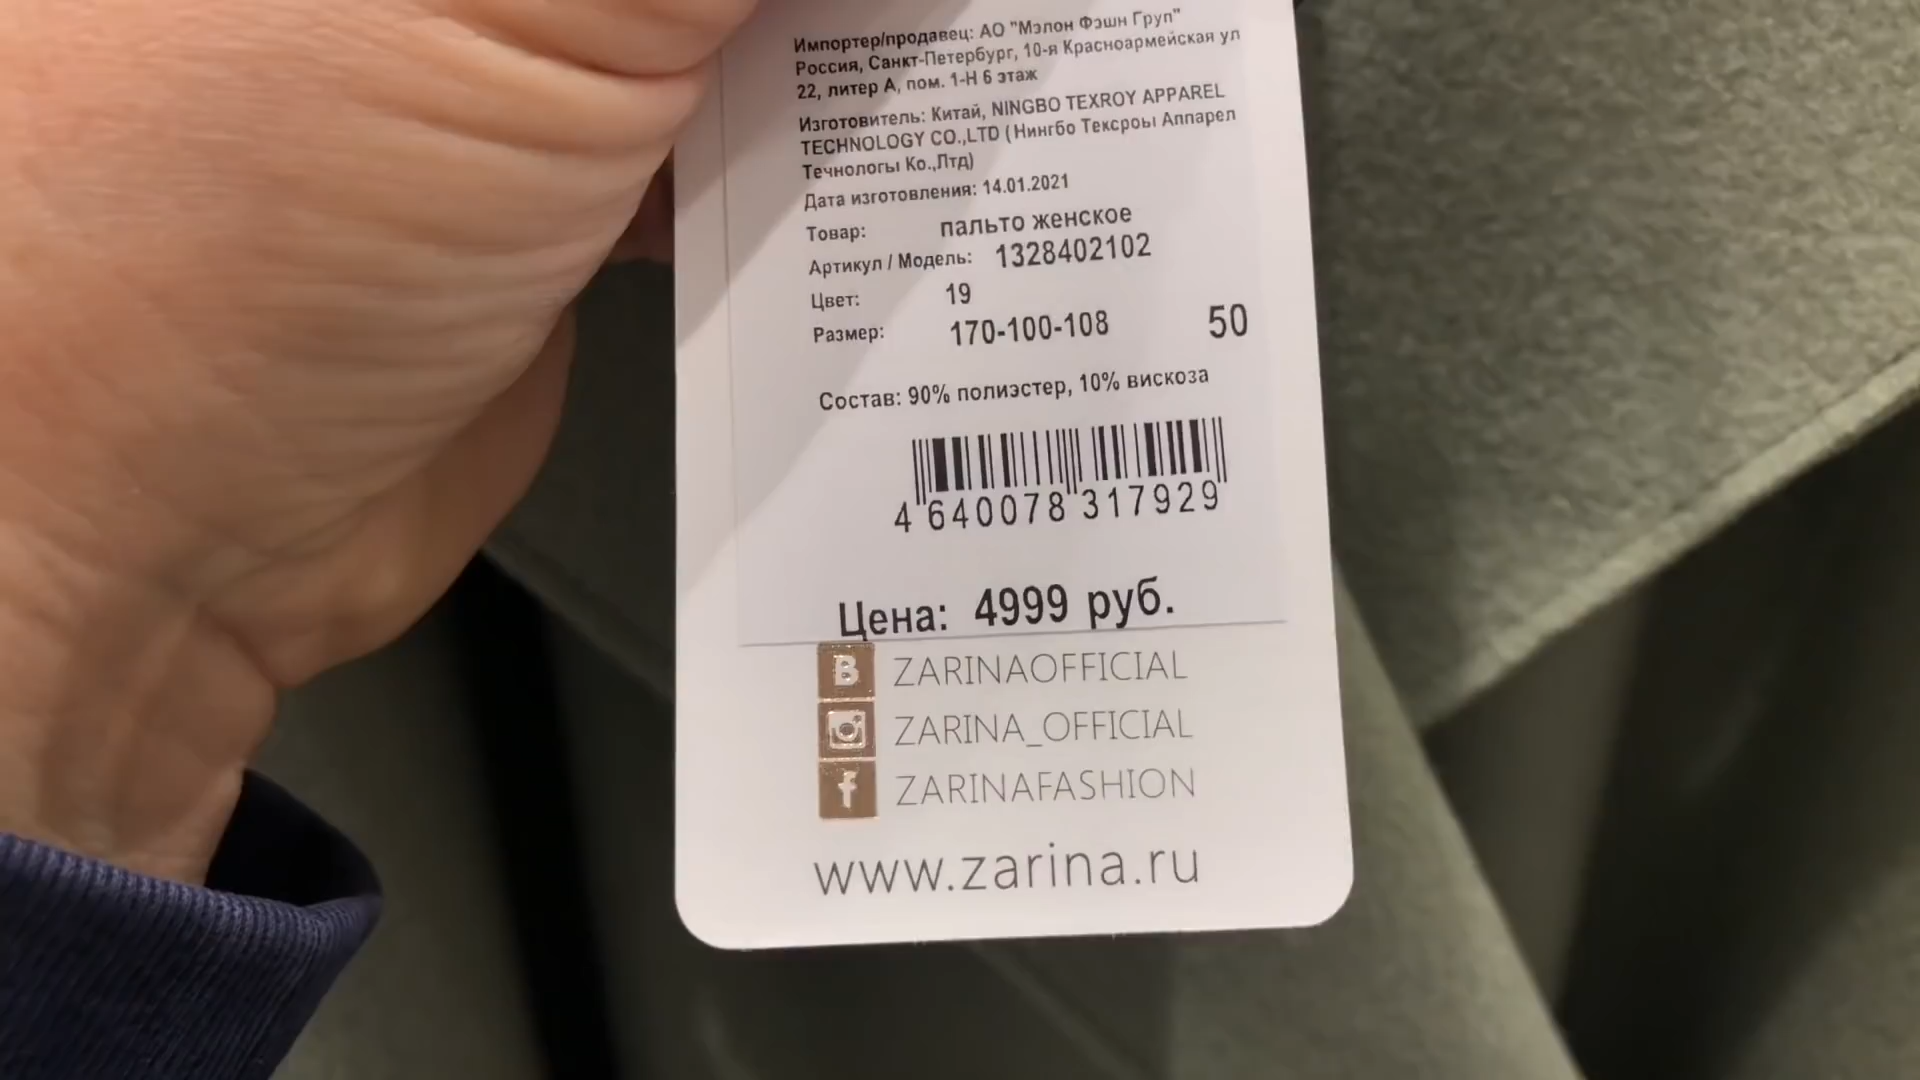 Импортер/продавец: АО "Мэлон Фэшн Груп"
Россия, Санкт-Петербург, 10-я Красноармейская ул
22, литер А, пом. 1-Н 6 этаж
Изготовитель: Китай, NINGBO TEXROY APPAREL
TECHNOLOGY CO.,LTD ( Нингбо Тексроы Аппарел
Течнологы Ко.,Лтд)
Дата изготовления: 14.01.2021
Товар: пальто женское
Артикул / Модель: 1328402102
Цвет: 19
Размер: 170-100-108 50
Состав: 90% полиэстер, 10% вискоза
4 640078 317929
Цена: 4999 руб.
B ZARINAOFFICIAL
ZARINA_OFFICIAL
f ZARINAFASHION
www.zarina.ru